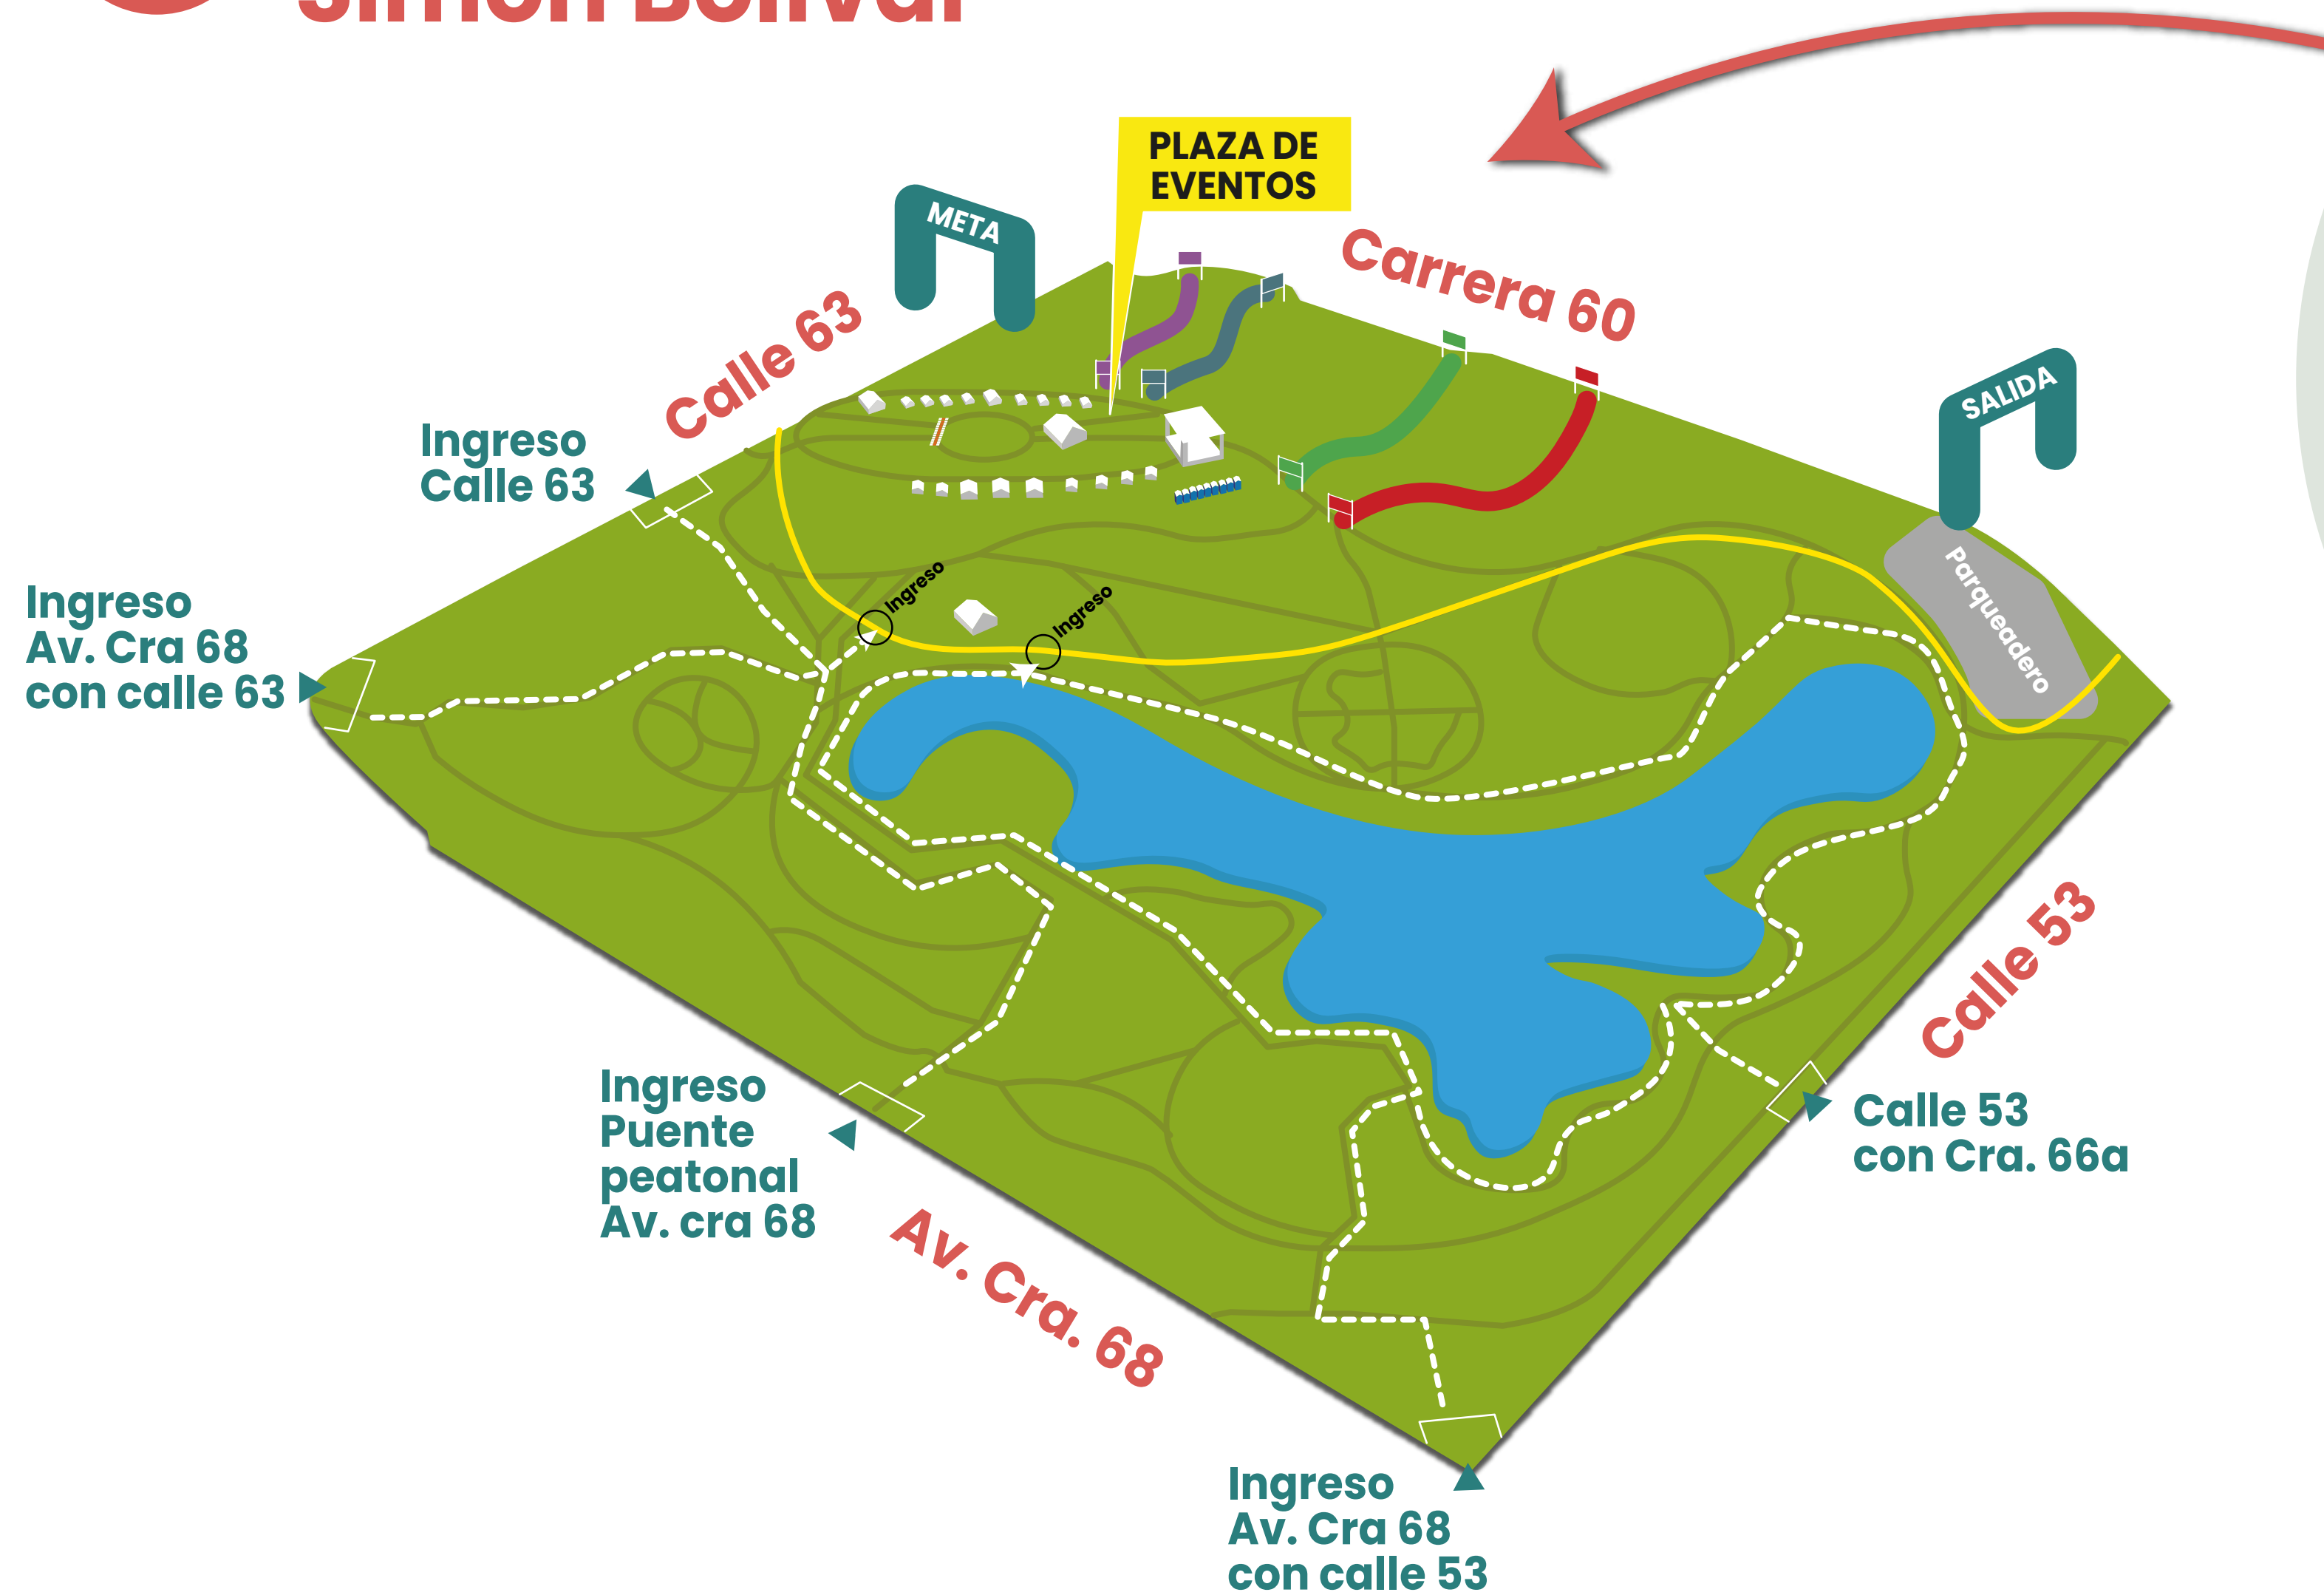 simón Bolívar
PLAZA DE
EVENTOS
META
Carrera 60
Calle 63
SALIDA
Ingreso
Calle 63
Parqueadero
Ingreso
Ingreso
Ingreso
Av. Cra 68
con calle 63
Calle 53
Ingreso
Puente
peatonal
Av. cra 68
Calle 53
con Cra. 66a
Av. Cra. 68
Ingreso
Av. Cra 68
con calle 53